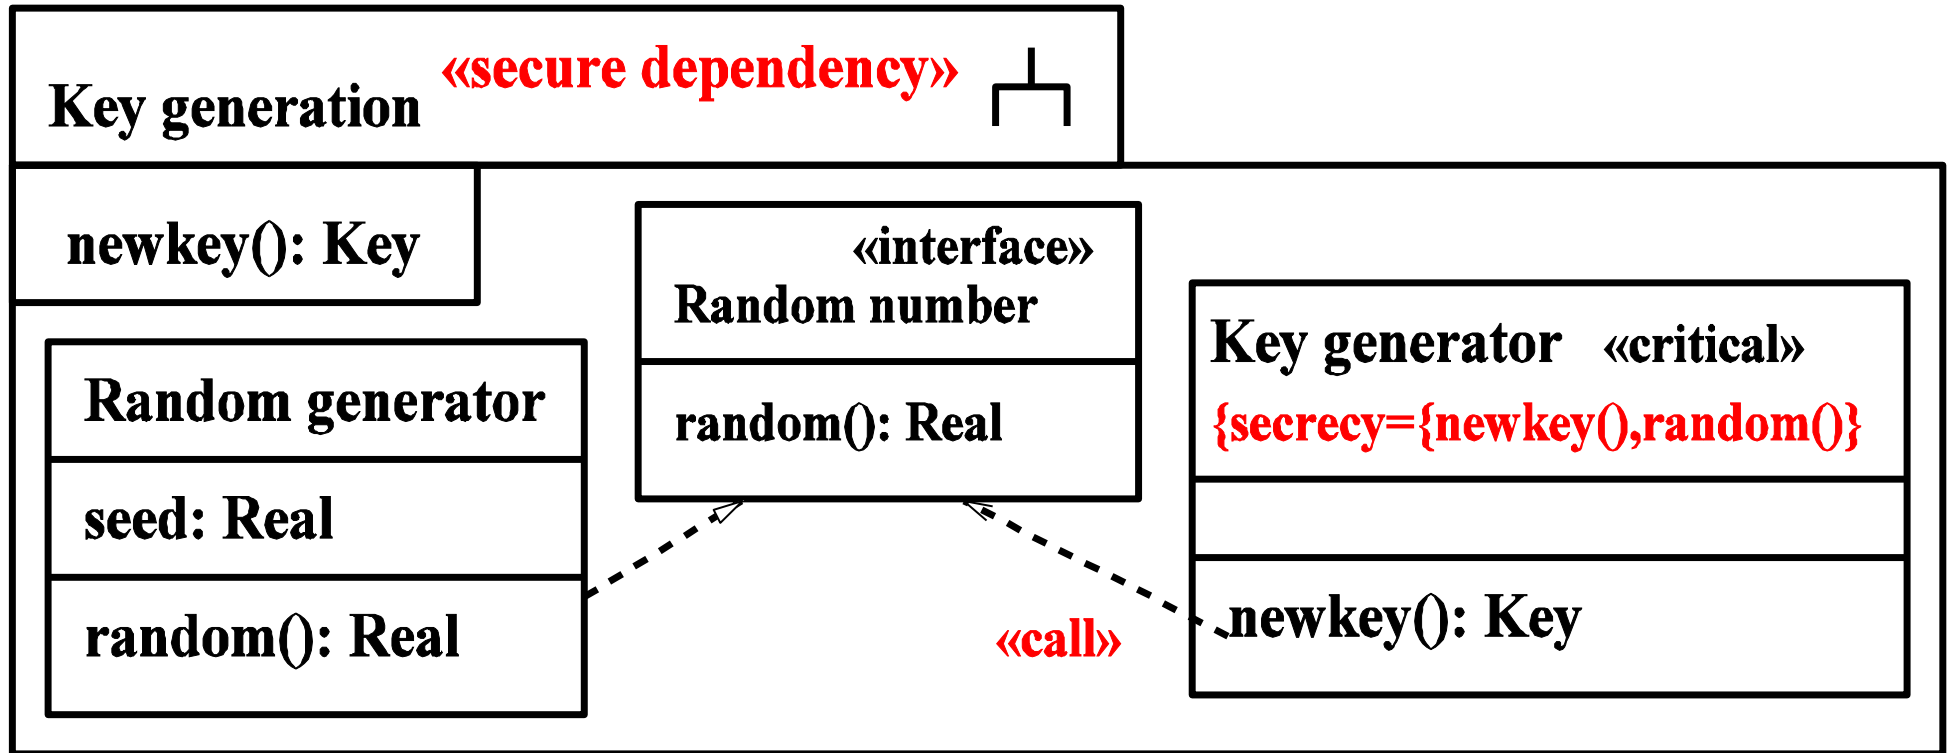 Key generation «secure dependency»
newkey(): Key
«interface»
Random number
random(): Real
Random generator
seed: Real
random(): Real
Key generator «critical»
{secrecy={newkey(),random()}
newkey(): Key
«call»